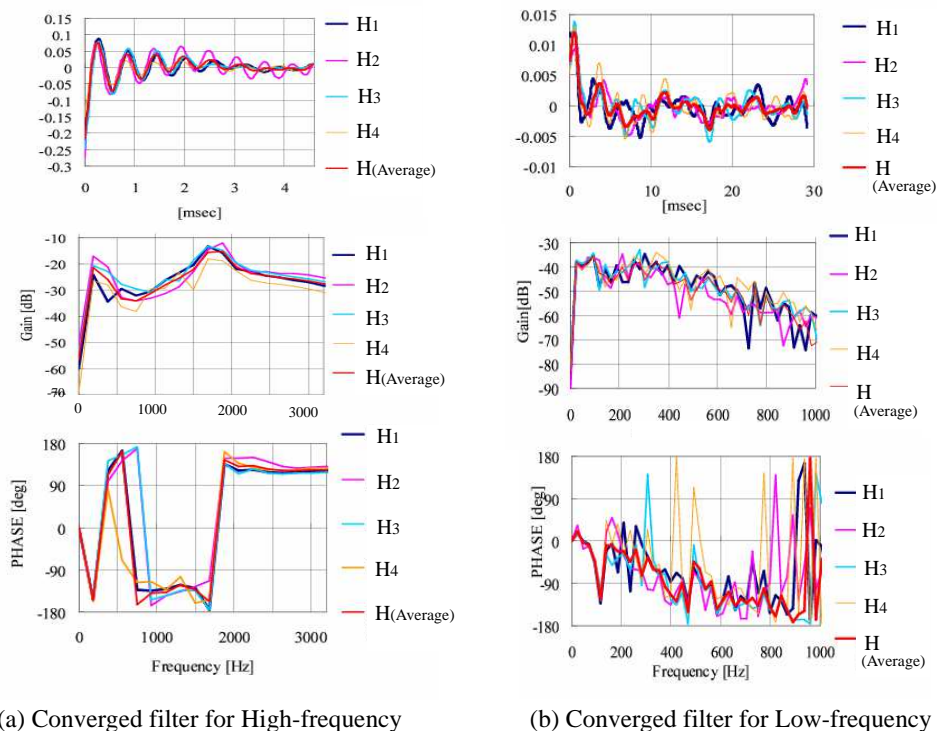 0.15
0.1
0.05
0
-0.05
-0.1
-0.15
-0.2
-0.25
-0.3
0 1 2 3 4
[msec]
H1
H2
H3
H4
H(Average)
0.015
0.01
0.005
0
-0.005
-0.01
0 10 20 30
[msec]
H1
H2
H3
H4
H
(Average)
-10
-20
-30
-40
-50
-60
-70
Gain [dB]
0 1000 2000 3000
H1
H2
H3
H4
H(Average)
-30
-40
-50
-60
-70
-80
-90
Gain[dB]
0 200 400 600 800 1000
H1
H2
H3
H4
H
(Average)
180
90
0
-90
-180
PHASE [deg]
0 1000 2000 3000
Frequency [Hz]
H1
H2
H3
H4
H(Average)
180
90
0
-90
-180
PHASE [deg]
0 200 400 600 800 1000
Frequency [Hz]
H1
H2
H3
H4
H
(Average)
(a) Converged filter for High-frequency
(b) Converged filter for Low-frequency